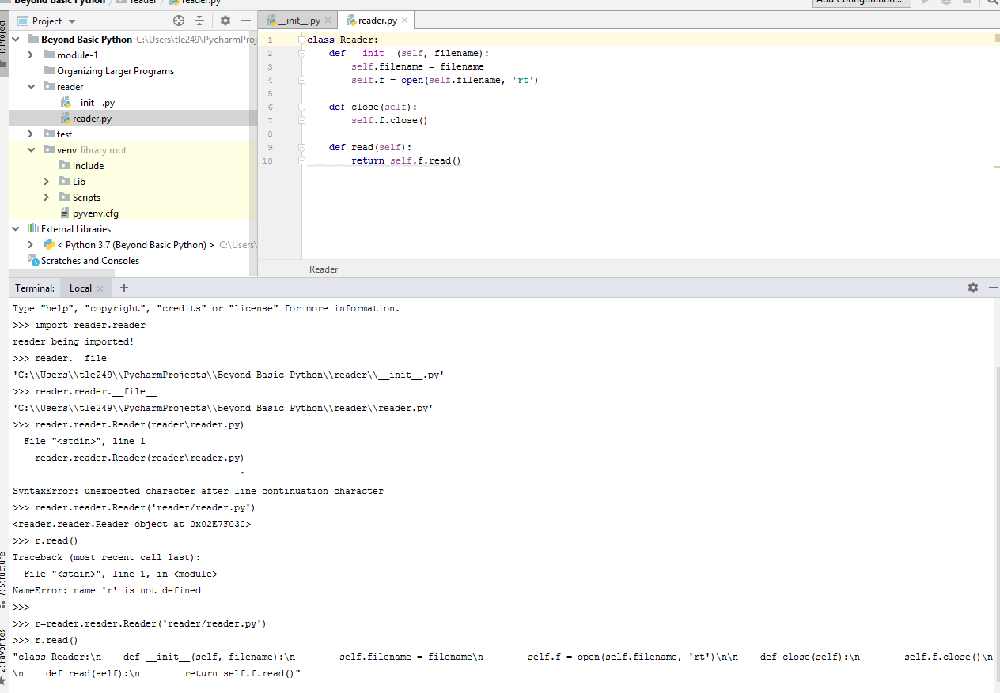 Beyond Basic Python reader reader.py
Add Configuration...
1: Project
Project
Beyond Basic Python C:\Users\tle249\PycharmProj
module-1
Organizing Larger Programs
reader
__init__.py
reader.py
test
venv library root
Include
Lib
Scripts
pyvenv.cfg
External Libraries
< Python 3.7 (Beyond Basic Python) > C:\Users\
Scratches and Consoles
__init__.py
reader.py
1 class Reader:
2     def __init__(self, filename):
3         self.filename = filename
4         self.f = open(self.filename, 'rt')
5
6     def close(self):
7         self.f.close()
8
9     def read(self):
10         return self.f.read()
Reader
Terminal: Local +
Type "help", "copyright", "credits" or "license" for more information.
>>> import reader.reader
reader being imported!
>>> reader.__file__
'C:\\Users\\tle249\\PycharmProjects\\Beyond Basic Python\\reader\\__init__.py'
>>> reader.reader.__file__
'C:\\Users\\tle249\\PycharmProjects\\Beyond Basic Python\\reader\\reader.py'
>>> reader.reader.Reader(reader\reader.py)
  File "<stdin>", line 1
    reader.reader.Reader(reader\reader.py)
                                         ^
SyntaxError: unexpected character after line continuation character
>>> reader.reader.Reader('reader/reader.py')
<reader.reader.Reader object at 0x02E7F030>
>>> r.read()
Traceback (most recent call last):
  File "<stdin>", line 1, in <module>
NameError: name 'r' is not defined
>>>
>>> r=reader.reader.Reader('reader/reader.py')
>>> r.read()
"class Reader:\n    def __init__(self, filename):\n        self.filename = filename\n        self.f = open(self.filename, 'rt')\n\n    def close(self):\n        self.f.close()\n
\n    def read(self):\n        return self.f.read()"
7: Structure
2: Favorites